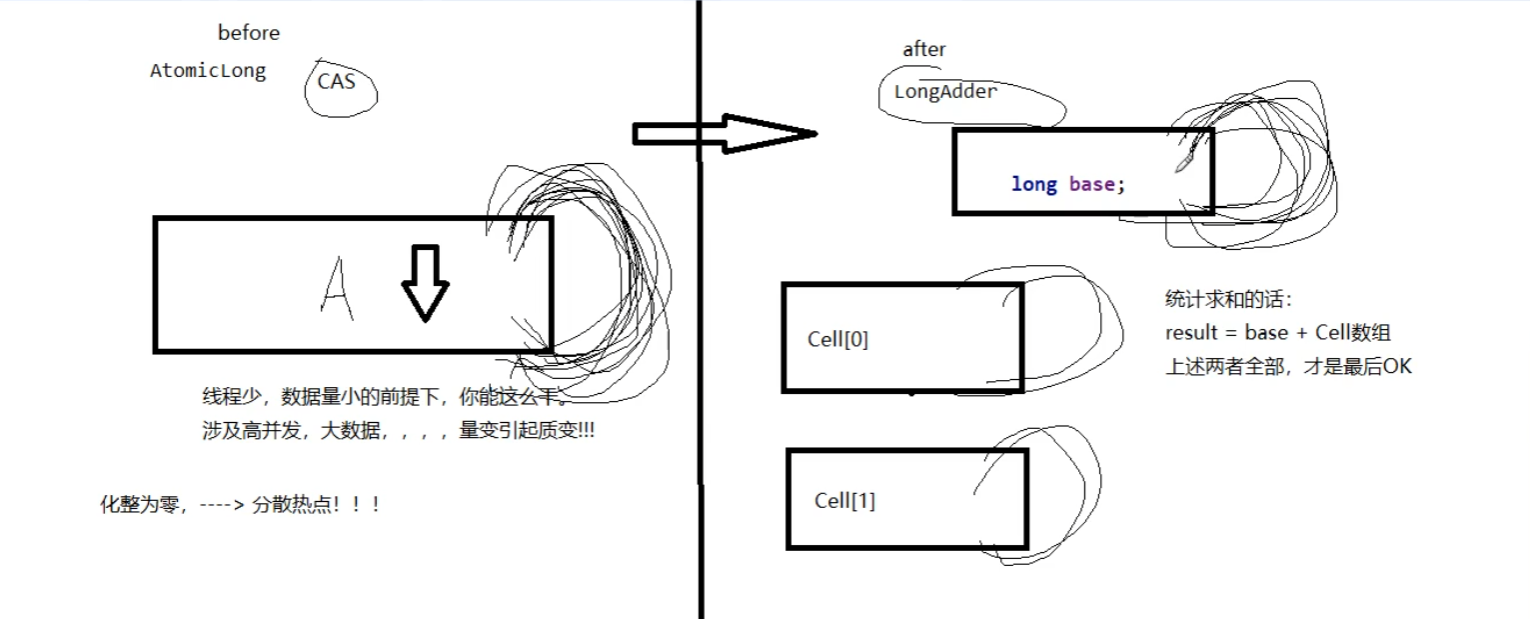 before
AtomicLong
CAS
A
线程少，数据量小的前提下，你能这么干。
涉及高并发，大数据，，，，量变引起质变!!!
化整为零，----> 分散热点！！！
after
LongAdder
long base;
Cell[0]
统计求和的话：
result = base + Cell数组
上述两者全部，才是最后OK
Cell[1]